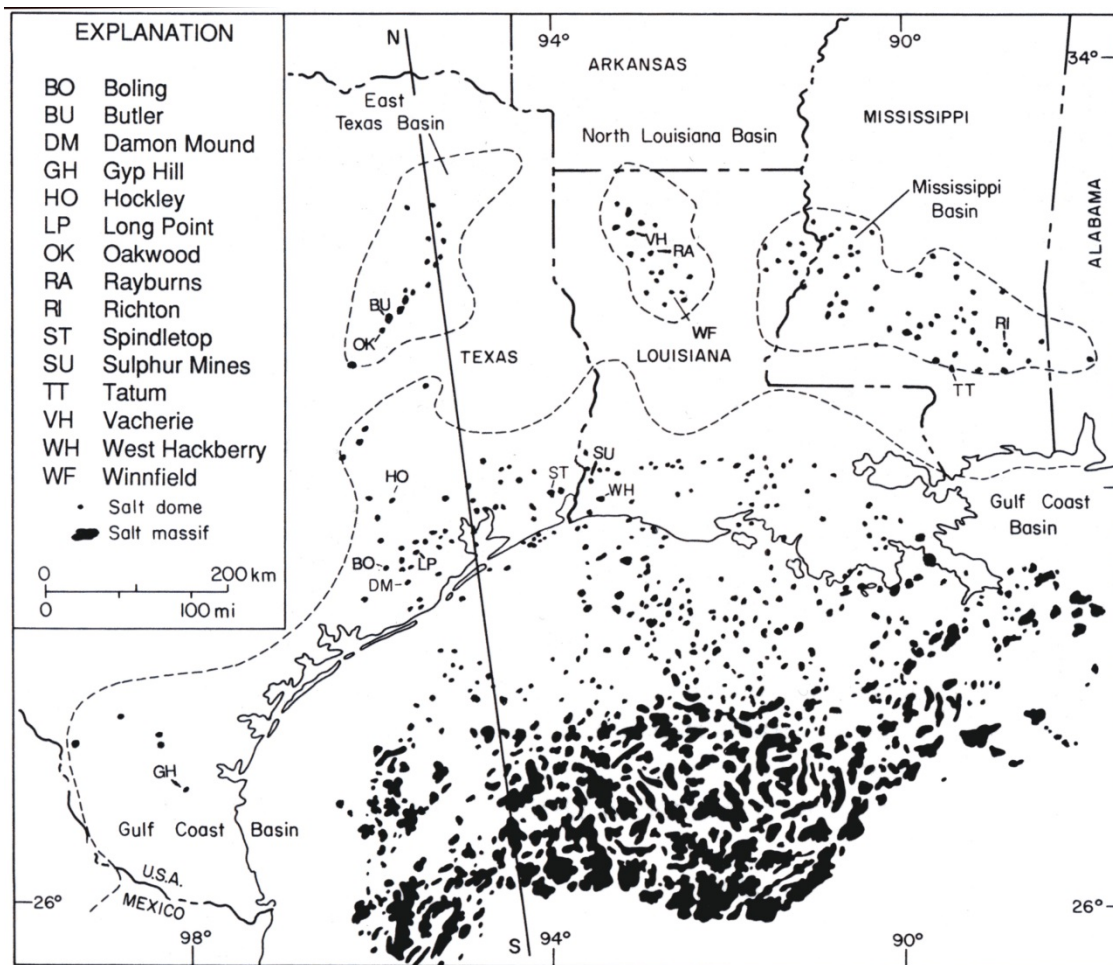 EXPLANATION
BO Boling
BU Butler
DM Damon Mound
GH Gyp Hill
HO Hockley
LP Long Point
OK Oakwood
RA Rayburns
RI Richton
ST Spindletop
SU Sulphur Mines
TT Tatum
VH Vacherie
WH West Hackberry
WF Winnfield
Salt dome
Salt massif
0 200 km
0 100 mi
N
94°
90°
34°
ARKANSAS
East
Texas Basin
North Louisiana Basin
MISSISSIPPI
Mississippi
Basin
ALABAMA
VH
RA
BU
OK
WF
RI
TEXAS
LOUISIANA
TT
HO
ST
SU
WH
Gulf Coast
Basin
BO
LP
DM
GH
Gulf Coast Basin
U.S.A.
MEXICO
26°
26°
98°
S
94°
90°